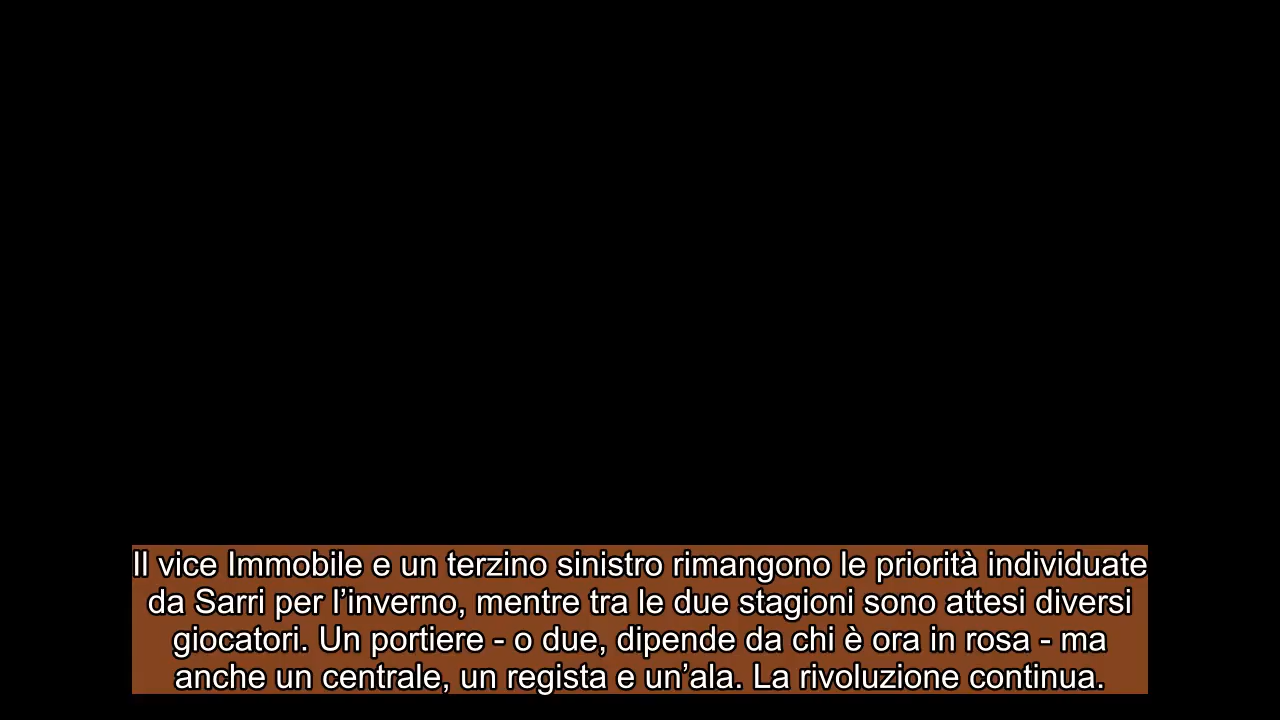 Il vice Immobile e un terzino sinistro rimangono le priorità individuate
da Sarri per l’inverno, mentre tra le due stagioni sono attesi diversi
giocatori. Un portiere - o due, dipende da chi è ora in rosa - ma
anche un centrale, un regista e un’ala. La rivoluzione continua.